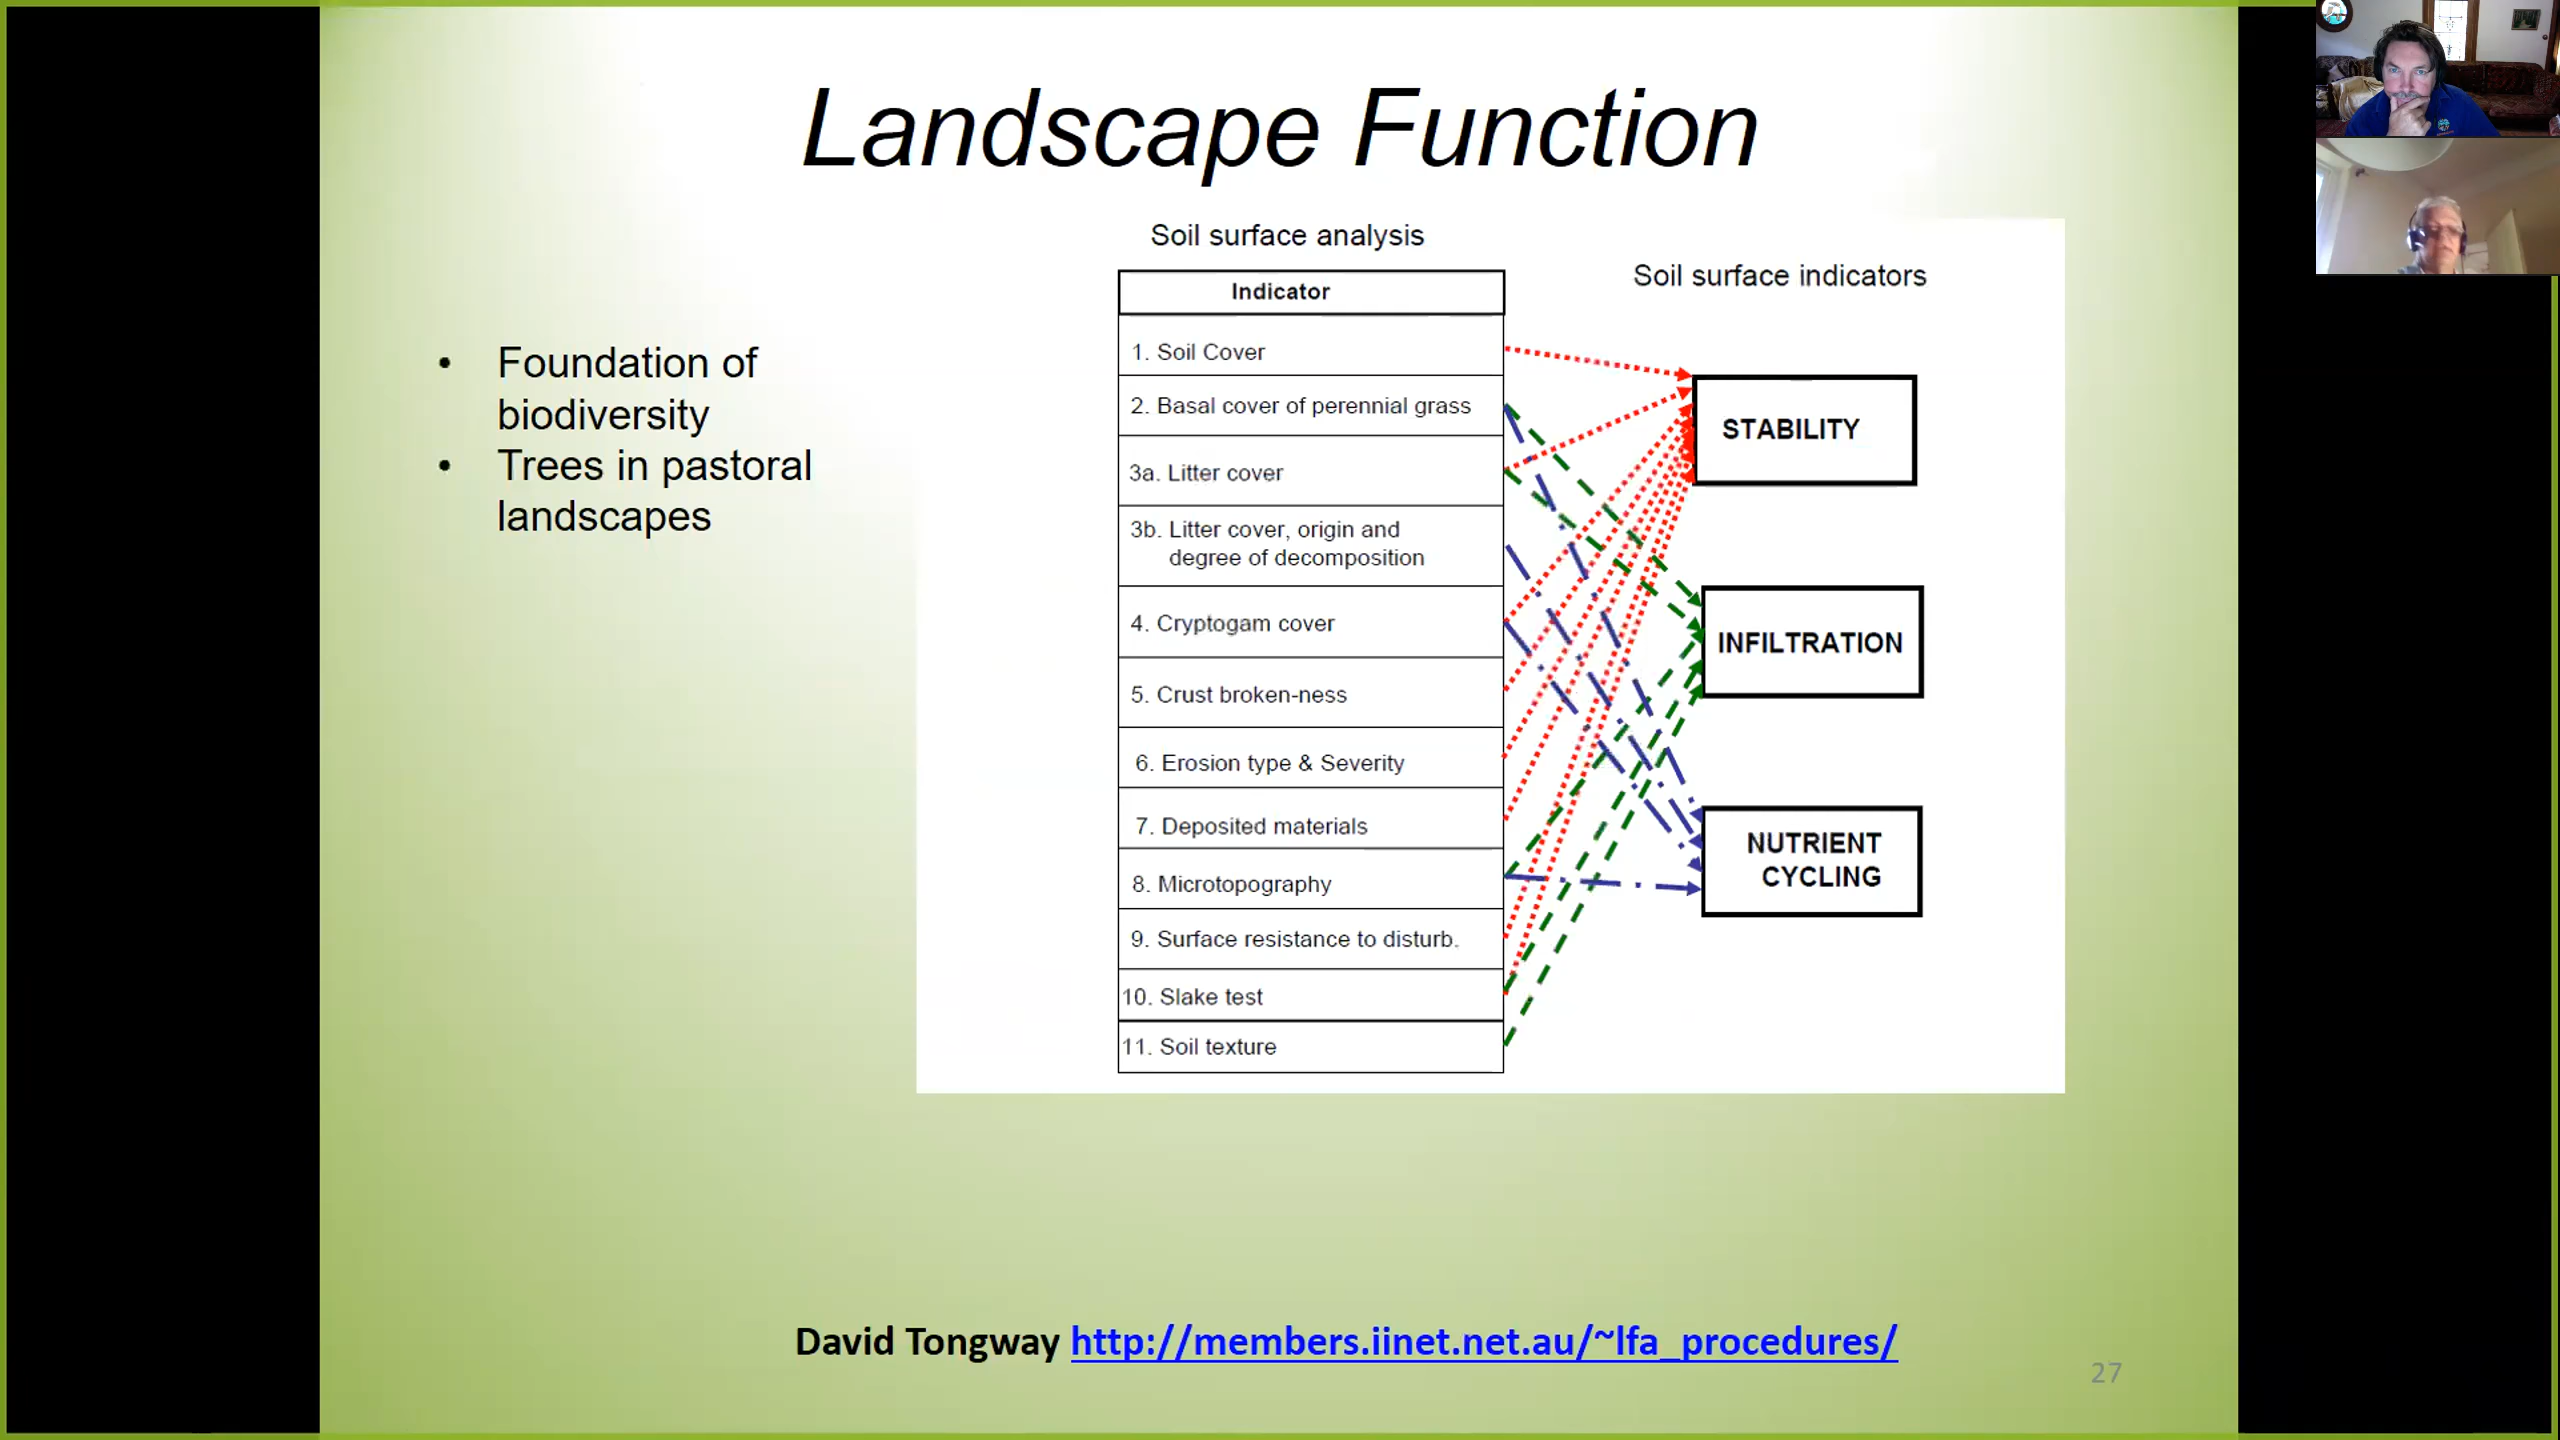 Landscape Function
• Foundation of
biodiversity
• Trees in pastoral
landscapes
Soil surface analysis
Indicator
1. Soil Cover
2. Basal cover of perennial grass
3a. Litter cover
3b. Litter cover, origin and
degree of decomposition
4. Cryptogam cover
5. Crust broken-ness
6. Erosion type & Severity
7. Deposited materials
8. Microtopography
9. Surface resistance to disturb.
10. Slake test
11. Soil texture
Soil surface indicators
STABILITY
INFILTRATION
NUTRIENT
CYCLING
David Tongway http://members.iinet.net.au/~lfa_procedures/
27